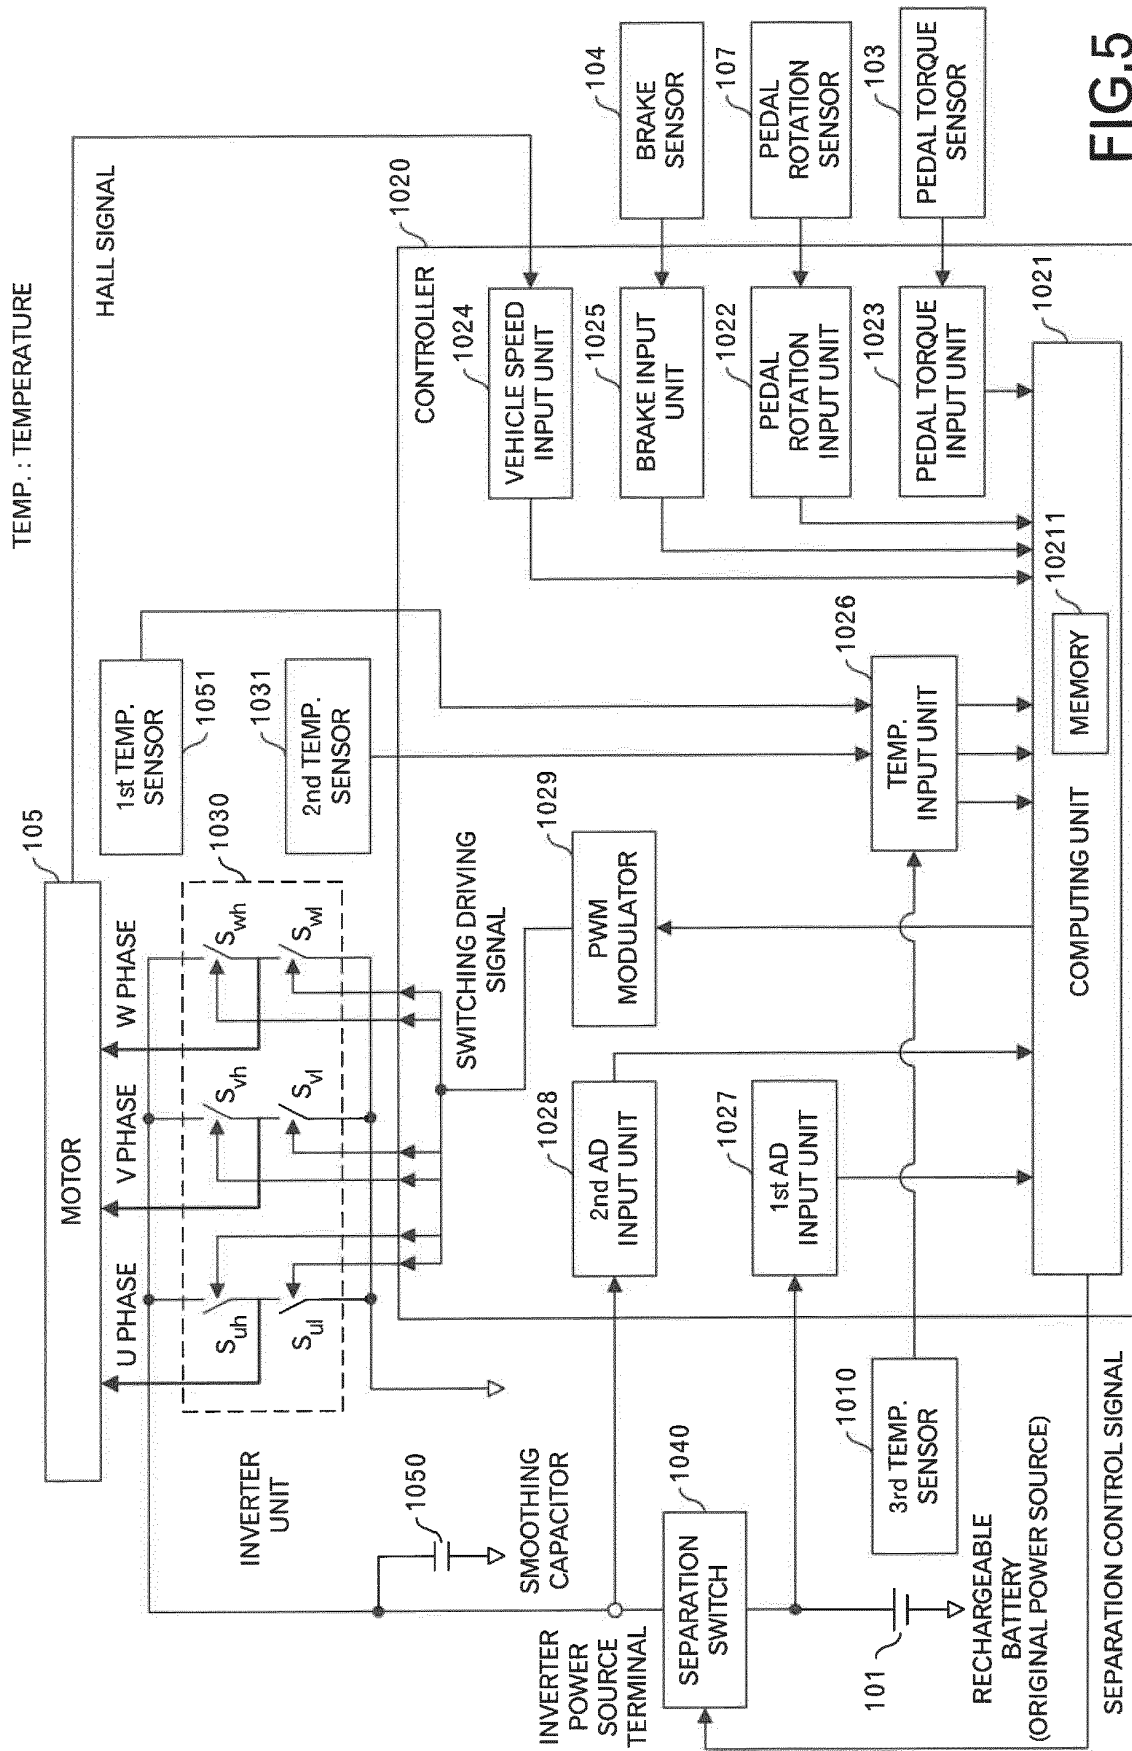 TEMP. : TEMPERATURE
HALL SIGNAL
105
MOTOR
U PHASE
V PHASE
W PHASE
1st TEMP.
SENSOR
1051
2nd TEMP.
SENSOR
1031
1030
INVERTER
UNIT
Suh
Sul
Svh
Svl
Swh
Swl
SWITCHING DRIVING
SIGNAL
1050
SMOOTHING
CAPACITOR
INVERTER
POWER
SOURCE
TERMINAL
SEPARATION
SWITCH
1040
101
RECHARGEABLE
BATTERY
(ORIGINAL POWER SOURCE)
SEPARATION CONTROL SIGNAL
3rd TEMP.
SENSOR
1010
2nd AD
INPUT UNIT
1028
1st AD
INPUT UNIT
1027
PWM
MODULATOR
1029
TEMP.
INPUT UNIT
1026
CONTROLLER
1020
VEHICLE SPEED
INPUT UNIT
1024
BRAKE INPUT
UNIT
1025
PEDAL
ROTATION
INPUT UNIT
1022
PEDAL TORQUE
INPUT UNIT
1023
BRAKE
SENSOR
104
PEDAL
ROTATION
SENSOR
107
PEDAL TORQUE
SENSOR
103
COMPUTING UNIT
1021
MEMORY
10211
FIG.5